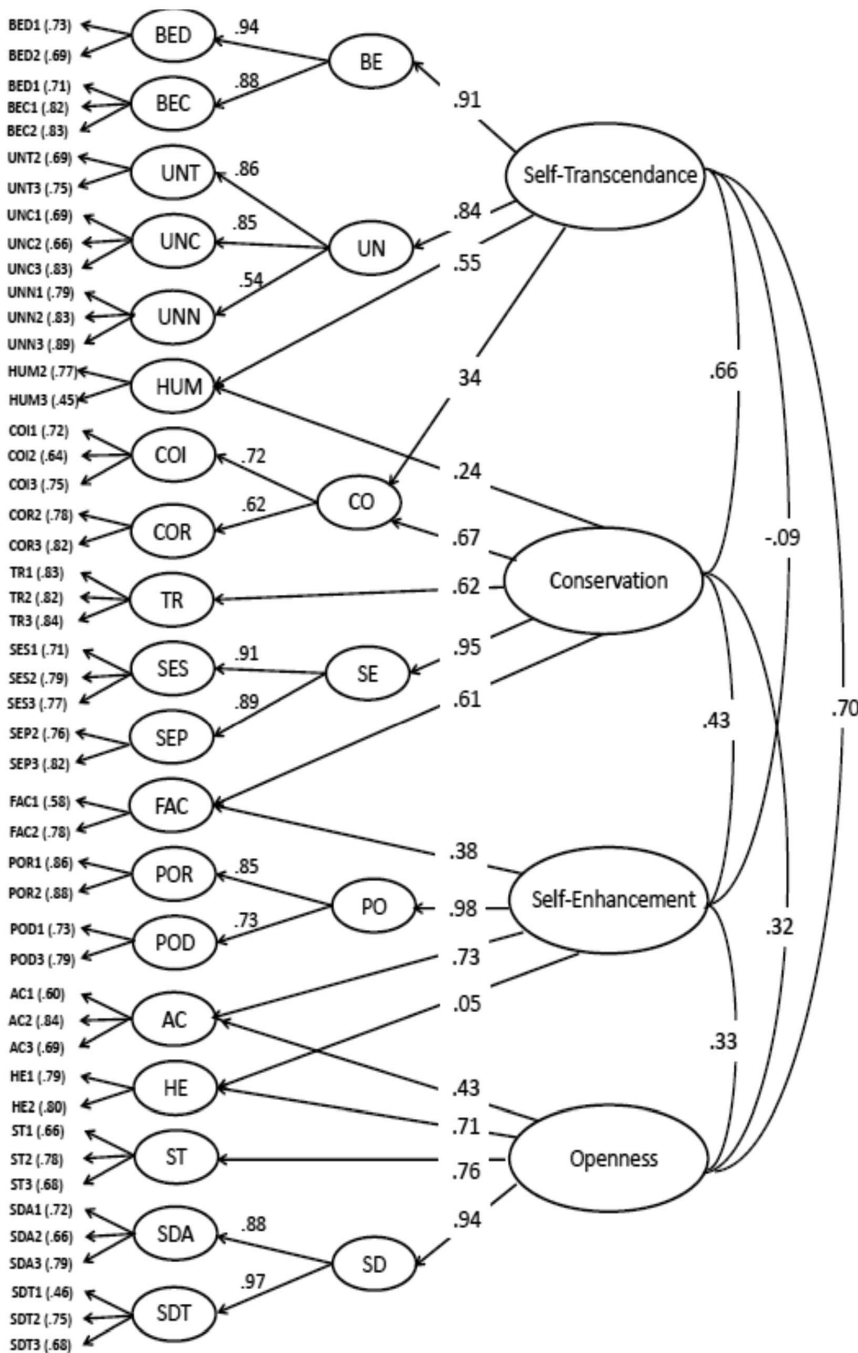 BED1 (.73)
BED2 (.69)
BED
.94
BE
BED1 (.71)
BEC1 (.82)
BEC2 (.83)
BEC
.88
.91
Self-Transcendance
UNT2 (.69)
UNT3 (.75)
UNT
.86
UNC1 (.69)
UNC2 (.66)
UNC3 (.83)
UNC
.85
UN
.84
UNN1 (.79)
UNN2 (.83)
UNN3 (.89)
UNN
.54
.55
HUM2 (.77)
HUM3 (.45)
HUM
34
.66
COI1 (.72)
COI2 (.64)
COI3 (.75)
COI
.72
CO
.24
COR2 (.78)
COR3 (.82)
COR
.62
.67
-.09
TR1 (.83)
TR2 (.82)
TR3 (.84)
TR
.62
Conservation
SES1 (.71)
SES2 (.79)
SES3 (.77)
SES
.91
SE
.95
SEP2 (.76)
SEP3 (.82)
SEP
.89
.61
.43
.70
FAC1 (.58)
FAC2 (.78)
FAC
.38
POR1 (.86)
POR2 (.88)
POR
.85
PO
.98
Self-Enhancement
POD1 (.73)
POD3 (.79)
POD
.73
.73
.32
AC1 (.60)
AC2 (.84)
AC3 (.69)
AC
.05
.33
HE1 (.79)
HE2 (.80)
HE
.43
.71
ST1 (.66)
ST2 (.78)
ST3 (.68)
ST
.76
Openness
SDA1 (.72)
SDA2 (.66)
SDA3 (.79)
SDA
.88
SD
.94
SDT1 (.46)
SDT2 (.75)
SDT3 (.68)
SDT
.97